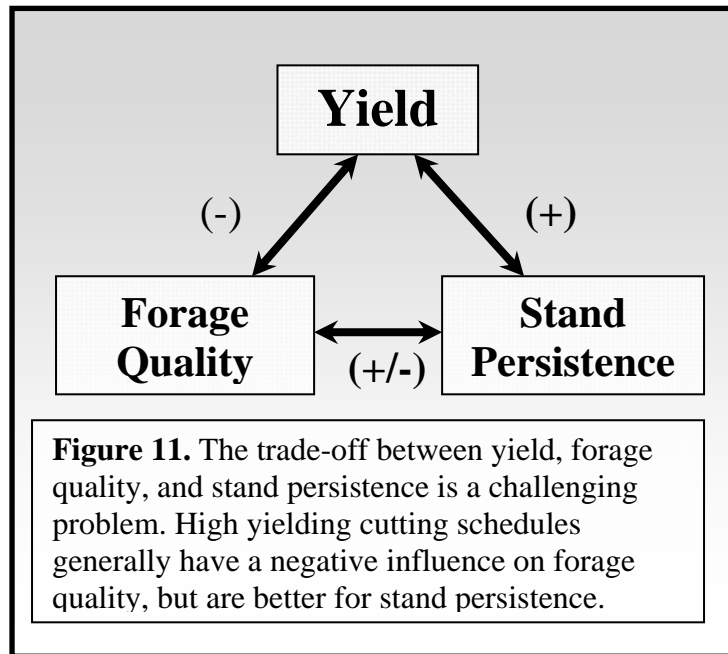 Yield
(-)
(+)
Forage
Quality
(+/-)
Stand
Persistence
Figure 11. The trade-off between yield, forage
quality, and stand persistence is a challenging
problem. High yielding cutting schedules
generally have a negative influence on forage
quality, but are better for stand persistence.